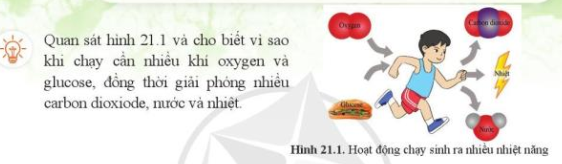 Quan sát hình 21.1 và cho biết vì sao
khi chạy cần nhiều khí oxygen và
glucose, đồng thời giải phóng nhiều
carbon dioxiode, nước và nhiệt.
Oxygen
Carbon dioxide
Nhiệt
Glucose
Nước
Hình 21.1. Hoạt động chạy sinh ra nhiều nhiệt năng